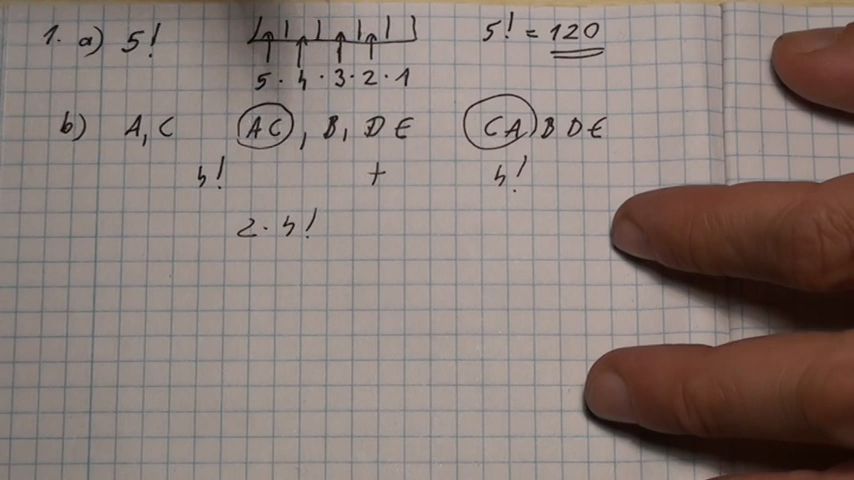 1. a) 5! 5! = 120
5 · 4 · 3 · 2 · 1
b) A, C AC, B, D E CA B D E
4! + 4!
2 · 4!